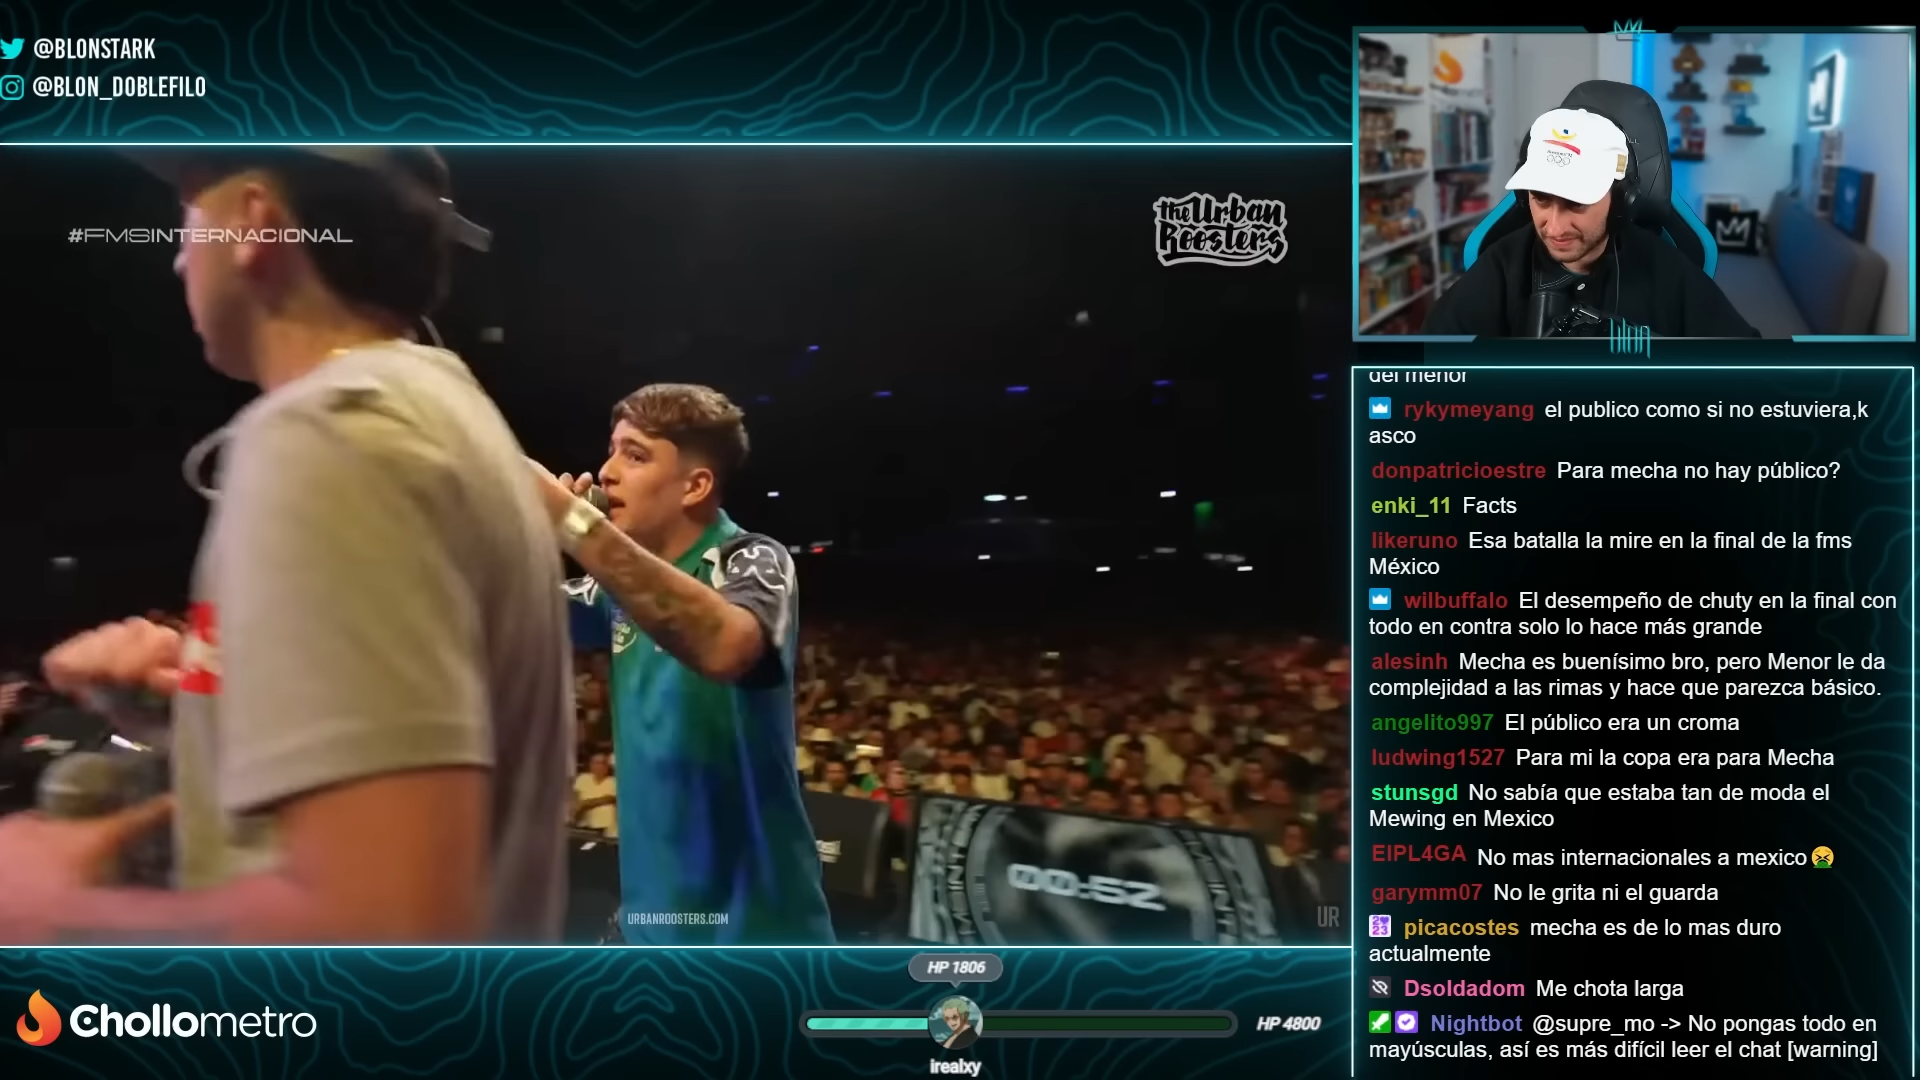 @BLONSTARK
@BLON_DOBLEFILO
#FMSINTERNACIONAL
the Urban
Roosters
00:52
URBANROOSTERS.COM
UR
del menor
rykymeyang el publico como si no estuviera,k
asco
donpatricioestre Para mecha no hay público?
enki_11 Facts
likeruno Esa batalla la mire en la final de la fms
México
wilbuffalo El desempeño de chuty en la final con
todo en contra solo lo hace más grande
alesinh Mecha es buenísimo bro, pero Menor le da
complejidad a las rimas y hace que parezca básico.
angelito997 El público era un croma
ludwing1527 Para mi la copa era para Mecha
stunsgd No sabía que estaba tan de moda el
Mewing en Mexico
EIPL4GA No mas internacionales a mexico🤮
garymm07 No le grita ni el guarda
picacostes mecha es de lo mas duro
actualmente
Dsoldadom Me chota larga
Nightbot @supre_mo -> No pongas todo en
mayúsculas, así es más difícil leer el chat [warning]
Chollometro
HP 1806
HP 4800
irealxy